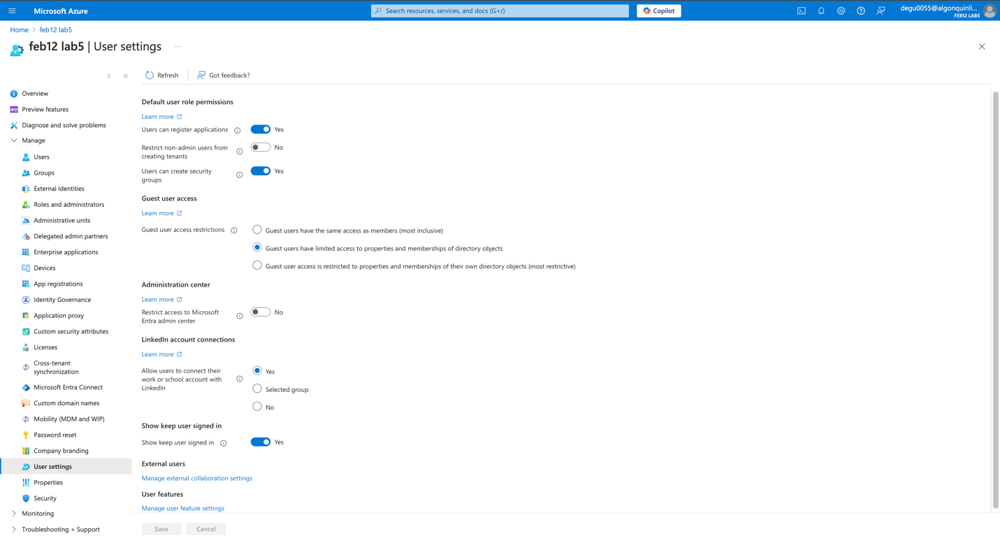 Microsoft Azure
Search resources, services, and docs (G+/)
Copilot
degu0055@algonquinli...
FEB12 LAB5
Home > feb12 lab5
feb12 lab5 | User settings ...
Refresh
Got feedback?
Overview
Preview features
Diagnose and solve problems
Manage
Users
Groups
External Identities
Roles and administrators
Administrative units
Delegated admin partners
Enterprise applications
Devices
App registrations
Identity Governance
Application proxy
Custom security attributes
Licenses
Cross-tenant
synchronization
Microsoft Entra Connect
Custom domain names
Mobility (MDM and WIP)
Password reset
Company branding
User settings
Properties
Security
Monitoring
Troubleshooting + Support
Default user role permissions
Learn more
Users can register applications Yes
Restrict non-admin users from No
creating tenants
Users can create security Yes
groups
Guest user access
Learn more
Guest user access restrictions
Guest users have the same access as members (most inclusive)
Guest users have limited access to properties and memberships of directory objects
Guest user access is restricted to properties and memberships of their own directory objects (most restrictive)
Administration center
Learn more
Restrict access to Microsoft No
Entra admin center
LinkedIn account connections
Learn more
Allow users to connect their
work or school account with
LinkedIn
Yes
Selected group
No
Show keep user signed in
Show keep user signed in Yes
External users
Manage external collaboration settings
User features
Manage user feature settings
Save
Cancel